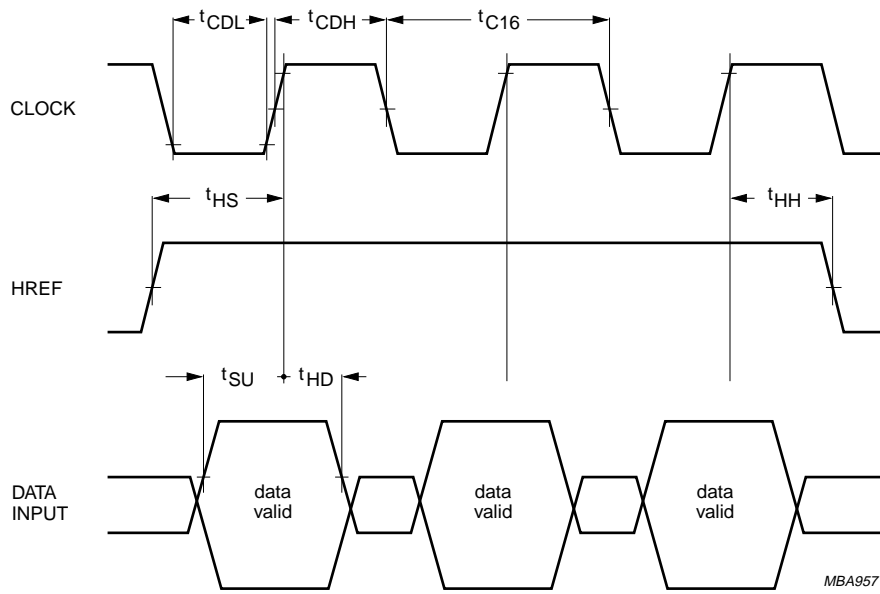 tCDL
tCDH
tC16
CLOCK
tHS
tHH
HREF
tSU
tHD
DATA
INPUT
data
valid
data
valid
data
valid
MBA957